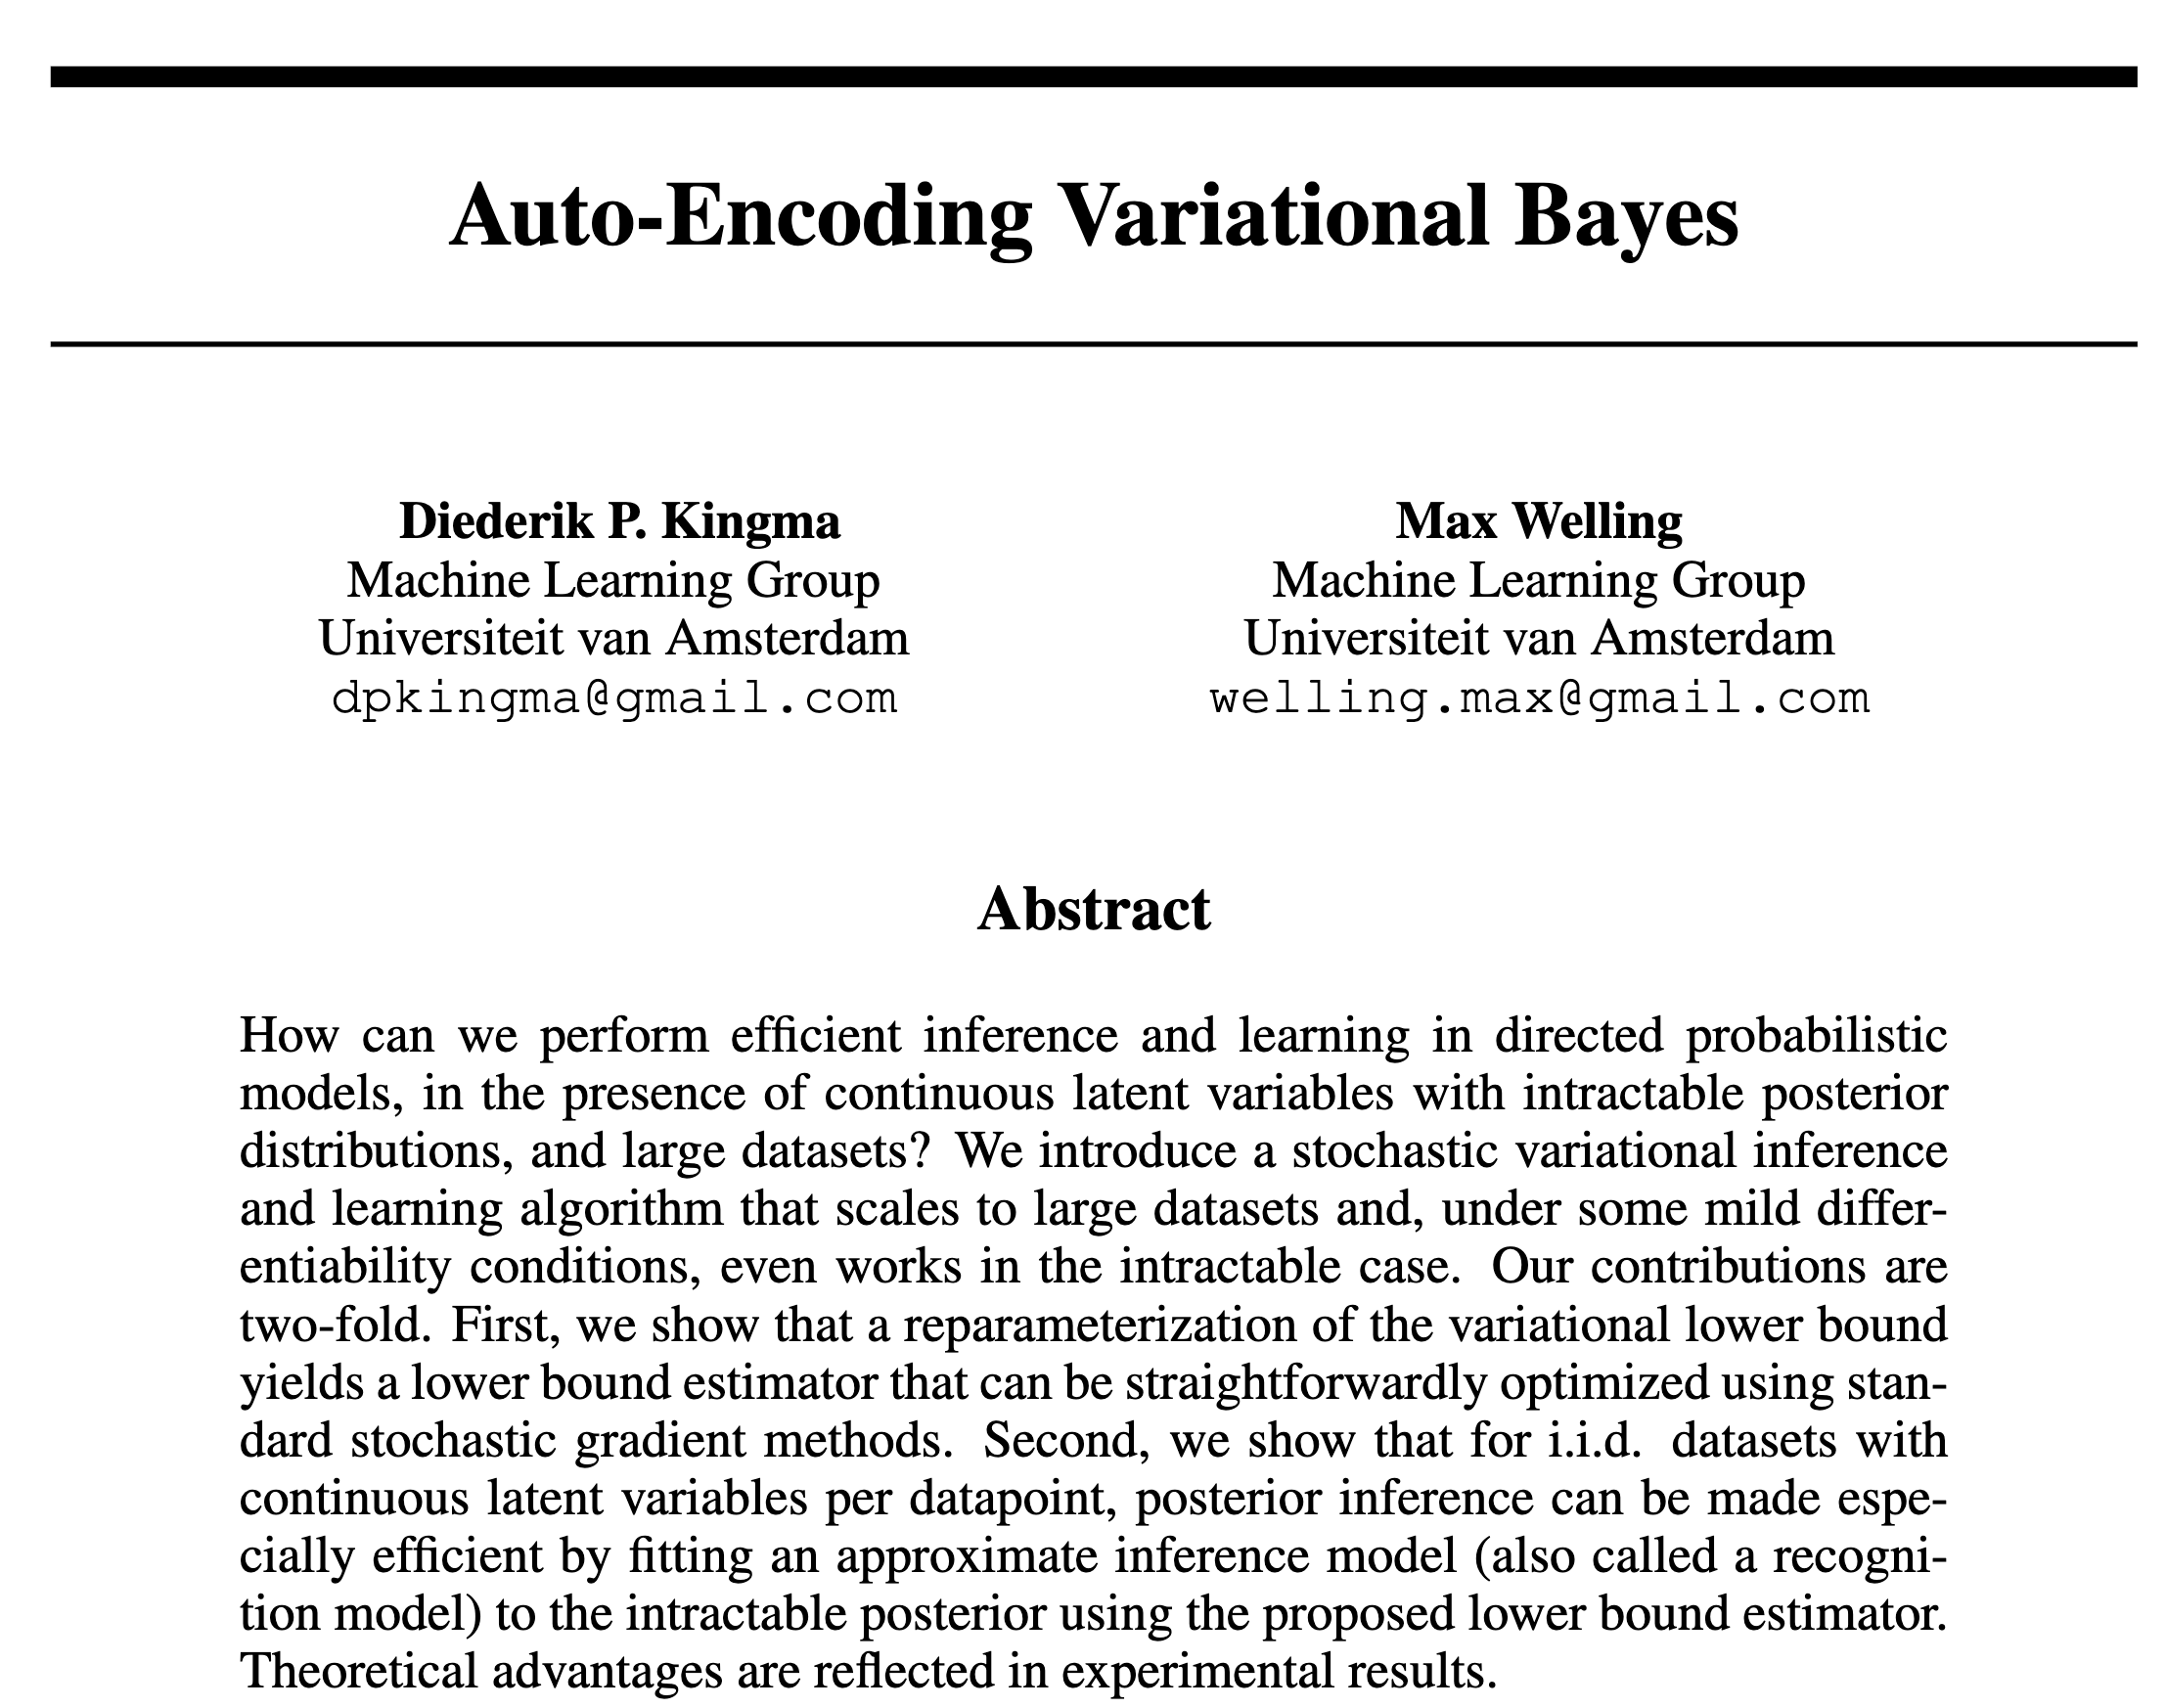 Auto-Encoding Variational Bayes
Diederik P. Kingma
Machine Learning Group
Universiteit van Amsterdam
dpkingma@gmail.com
Max Welling
Machine Learning Group
Universiteit van Amsterdam
welling.max@gmail.com
Abstract
How can we perform efficient inference and learning in directed probabilistic
models, in the presence of continuous latent variables with intractable posterior
distributions, and large datasets? We introduce a stochastic variational inference
and learning algorithm that scales to large datasets and, under some mild differ-
entiability conditions, even works in the intractable case. Our contributions are
two-fold. First, we show that a reparameterization of the variational lower bound
yields a lower bound estimator that can be straightforwardly optimized using stan-
dard stochastic gradient methods. Second, we show that for i.i.d. datasets with
continuous latent variables per datapoint, posterior inference can be made espe-
cially efficient by fitting an approximate inference model (also called a recogni-
tion model) to the intractable posterior using the proposed lower bound estimator.
Theoretical advantages are reflected in experimental results.